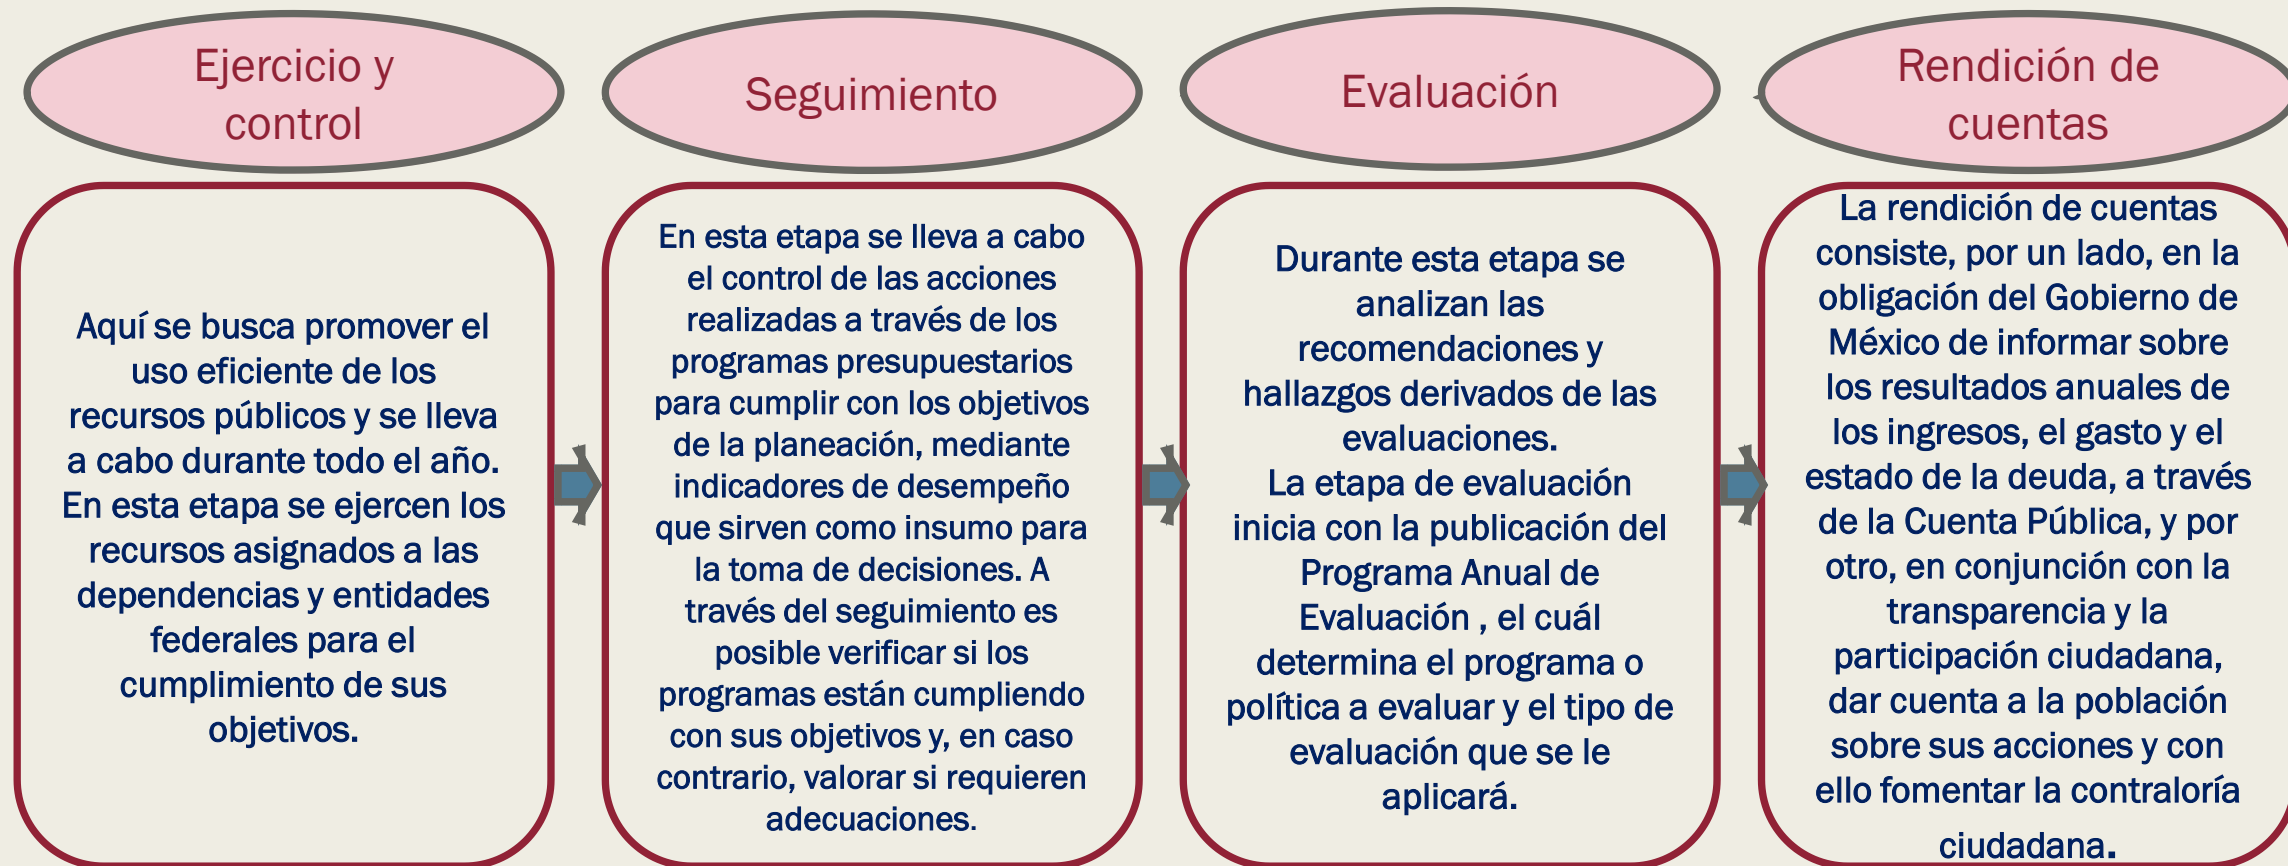 Ejercicio y
control
Aquí se busca promover el
uso eficiente de los
recursos públicos y se lleva
a cabo durante todo el año.
En esta etapa se ejercen los
recursos asignados a las
dependencias y entidades
federales para el
cumplimiento de sus
objetivos.
Seguimiento
En esta etapa se lleva a cabo
el control de las acciones
realizadas a través de los
programas presupuestarios
para cumplir con los objetivos
de la planeación, mediante
indicadores de desempeño
que sirven como insumo para
la toma de decisiones. A
través del seguimiento es
posible verificar si los
programas están cumpliendo
con sus objetivos y, en caso
contrario, valorar si requieren
adecuaciones.
Evaluación
Durante esta etapa se
analizan las
recomendaciones y
hallazgos derivados de las
evaluaciones.
La etapa de evaluación
inicia con la publicación del
Programa Anual de
Evaluación , el cuál
determina el programa o
política a evaluar y el tipo de
evaluación que se le
aplicará.
Rendición de
cuentas
La rendición de cuentas
consiste, por un lado, en la
obligación del Gobierno de
México de informar sobre
los resultados anuales de
los ingresos, el gasto y el
estado de la deuda, a través
de la Cuenta Pública, y por
otro, en conjunción con la
transparencia y la
participación ciudadana,
dar cuenta a la población
sobre sus acciones y con
ello fomentar la contraloría
ciudadana.